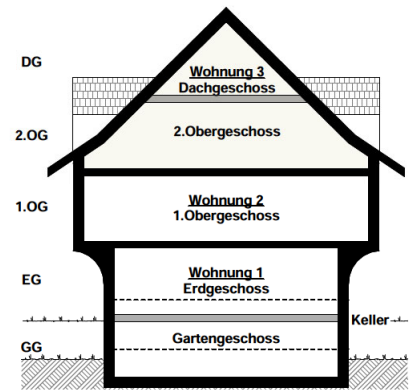 DG
Wohnung 3
Dachgeschoss
2.OG
2.Obergeschoss
1.OG
Wohnung 2
1.Obergeschoss
EG
Wohnung 1
Erdgeschoss
Keller
GG
Gartengeschoss